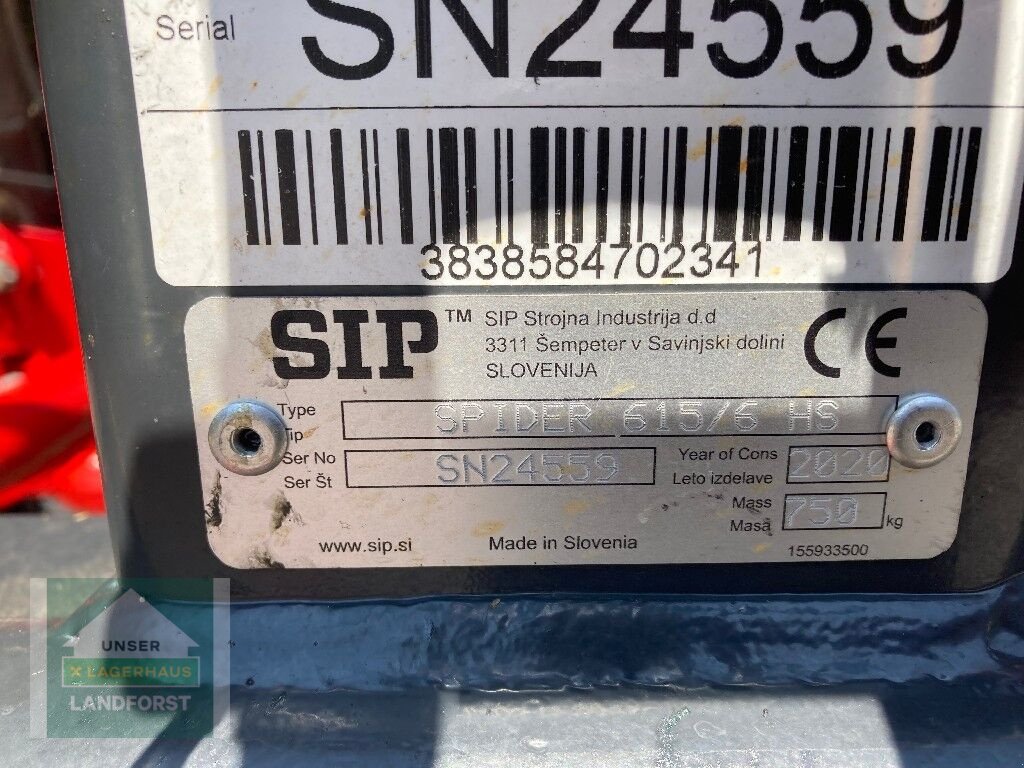 Serial SN24559
3838584702341
SIP™ SIP Strojna Industrija d.d
3311 Šempeter v Savinjski dolini
SLOVENIJA
CE
Type
Tip
SPIDER 615/6 HS
Ser No
Ser Št
SN24559
Year of Cons
Leto izdelave
2020
Mass
Masa
750 kg
www.sip.si Made in Slovenia 155933500
UNSER
X LAGERHAUS
LANDFORST